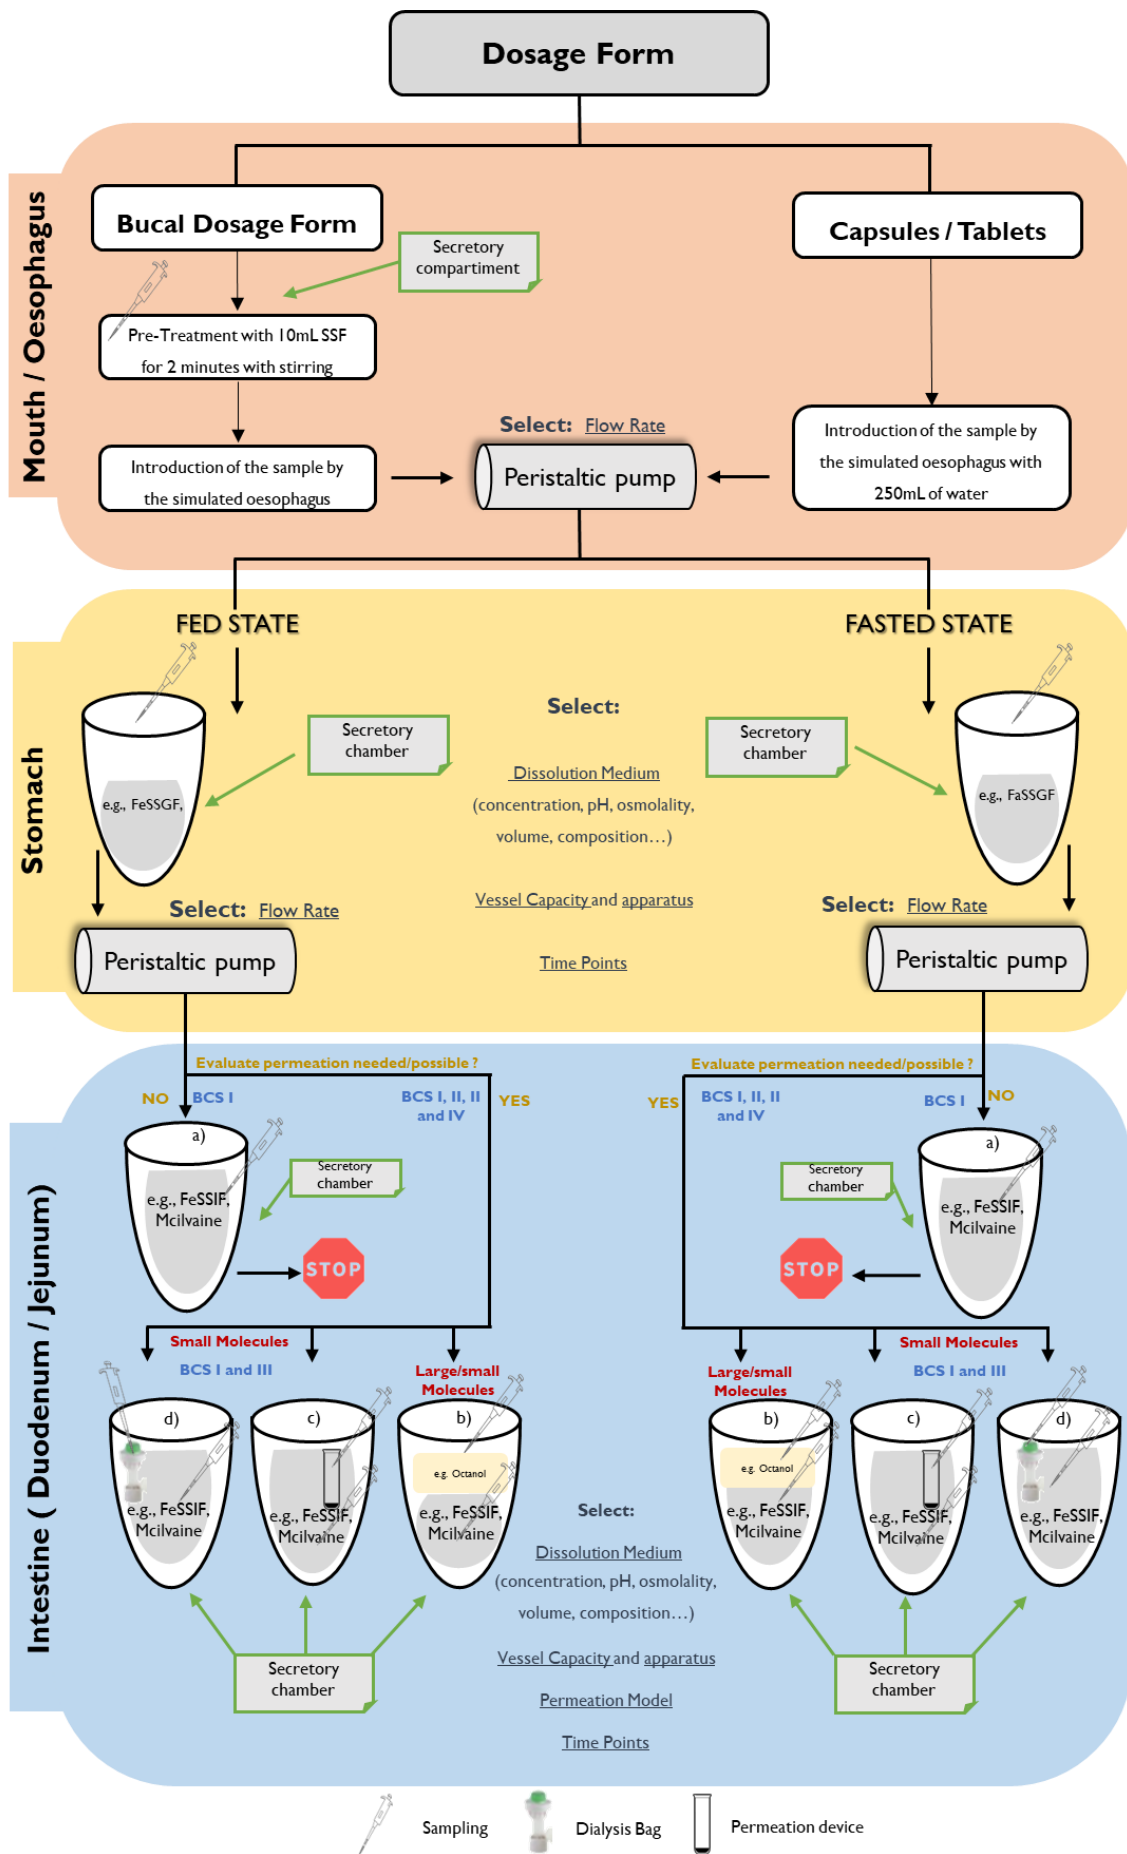 Dosage Form
Mouth / Oesophagus
Bucal Dosage Form
Capsules / Tablets
Secretory
compartiment
Pre-Treatment with 10mL SSF
for 2 minutes with stirring
Select: Flow Rate
Introduction of the sample by
the simulated oesophagus
Peristaltic pump
Introduction of the sample by
the simulated oesophagus with
250mL of water
Stomach
FED STATE
FASTED STATE
Secretory
chamber
e.g., FeSSGF,
Select:
Dissolution Medium
(concentration, pH, osmolality,
volume, composition…)
Vessel Capacity and apparatus
Time Points
Secretory
chamber
e.g., FaSSGF
Select: Flow Rate
Peristaltic pump
Select: Flow Rate
Peristaltic pump
Intestine ( Duodenum / Jejunum)
Evaluate permeation needed/possible ?
NO
BCS I
BCS I, II, II
and IV
YES
a)
e.g., FeSSIF,
Mcilvaine
Secretory
chamber
STOP
Evaluate permeation needed/possible ?
YES
BCS I, II, II
and IV
BCS I
NO
a)
e.g., FeSSIF,
Mcilvaine
Secretory
chamber
STOP
Small Molecules
BCS I and III
Large/small
Molecules
d)
e.g., FeSSIF,
Mcilvaine
c)
e.g., FeSSIF,
Mcilvaine
b)
e.g. Octanol
e.g., FeSSIF,
Mcilvaine
Secretory
chamber
Select:
Dissolution Medium
(concentration, pH, osmolality,
volume, composition…)
Vessel Capacity and apparatus
Permeation Model
Time Points
Large/small
Molecules
Small Molecules
BCS I and III
b)
e.g. Octanol
e.g., FeSSIF,
Mcilvaine
c)
e.g., FeSSIF,
Mcilvaine
d)
e.g., FeSSIF,
Mcilvaine
Secretory
chamber
Sampling
Dialysis Bag
Permeation device